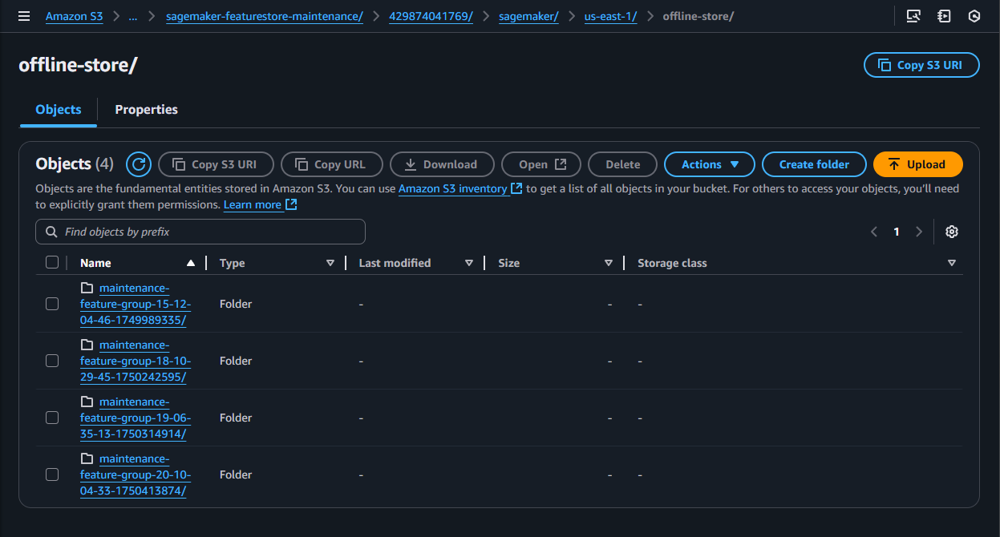 Amazon S3 > ... > sagemaker-featurestore-maintenance/ > 429874041769/ > sagemaker/ > us-east-1/ > offline-store/
offline-store/
Copy S3 URI
Objects
Properties
Objects (4)
Copy S3 URI
Copy URL
Download
Open
Delete
Actions
Create folder
Upload
Objects are the fundamental entities stored in Amazon S3. You can use Amazon S3 inventory to get a list of all objects in your bucket. For others to access your objects, you'll need
to explicitly grant them permissions. Learn more
Find objects by prefix
1
Name Type Last modified Size Storage class
maintenance-
feature-group-15-12- Folder - - -
04-46-1749989335/
maintenance-
feature-group-18-10- Folder - - -
29-45-1750242595/
maintenance-
feature-group-19-06- Folder - - -
35-13-1750314914/
maintenance-
feature-group-20-10- Folder - - -
04-33-1750413874/